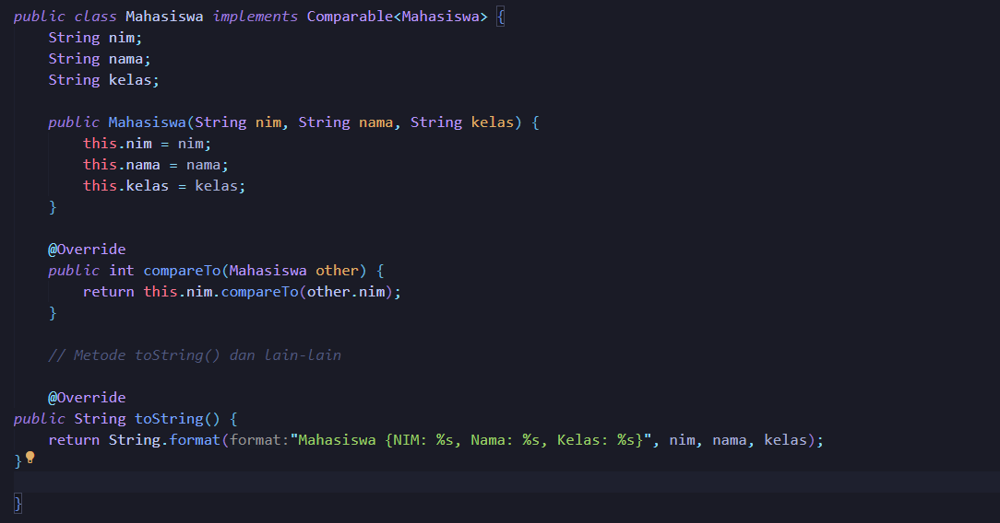 public class Mahasiswa implements Comparable<Mahasiswa> {
    String nim;
    String nama;
    String kelas;

    public Mahasiswa(String nim, String nama, String kelas) {
        this.nim = nim;
        this.nama = nama;
        this.kelas = kelas;
    }

    @Override
    public int compareTo(Mahasiswa other) {
        return this.nim.compareTo(other.nim);
    }

    // Metode toString() dan lain-lain

    @Override
public String toString() {
    return String.format(format:"Mahasiswa {NIM: %s, Nama: %s, Kelas: %s}", nim, nama, kelas);
}

}